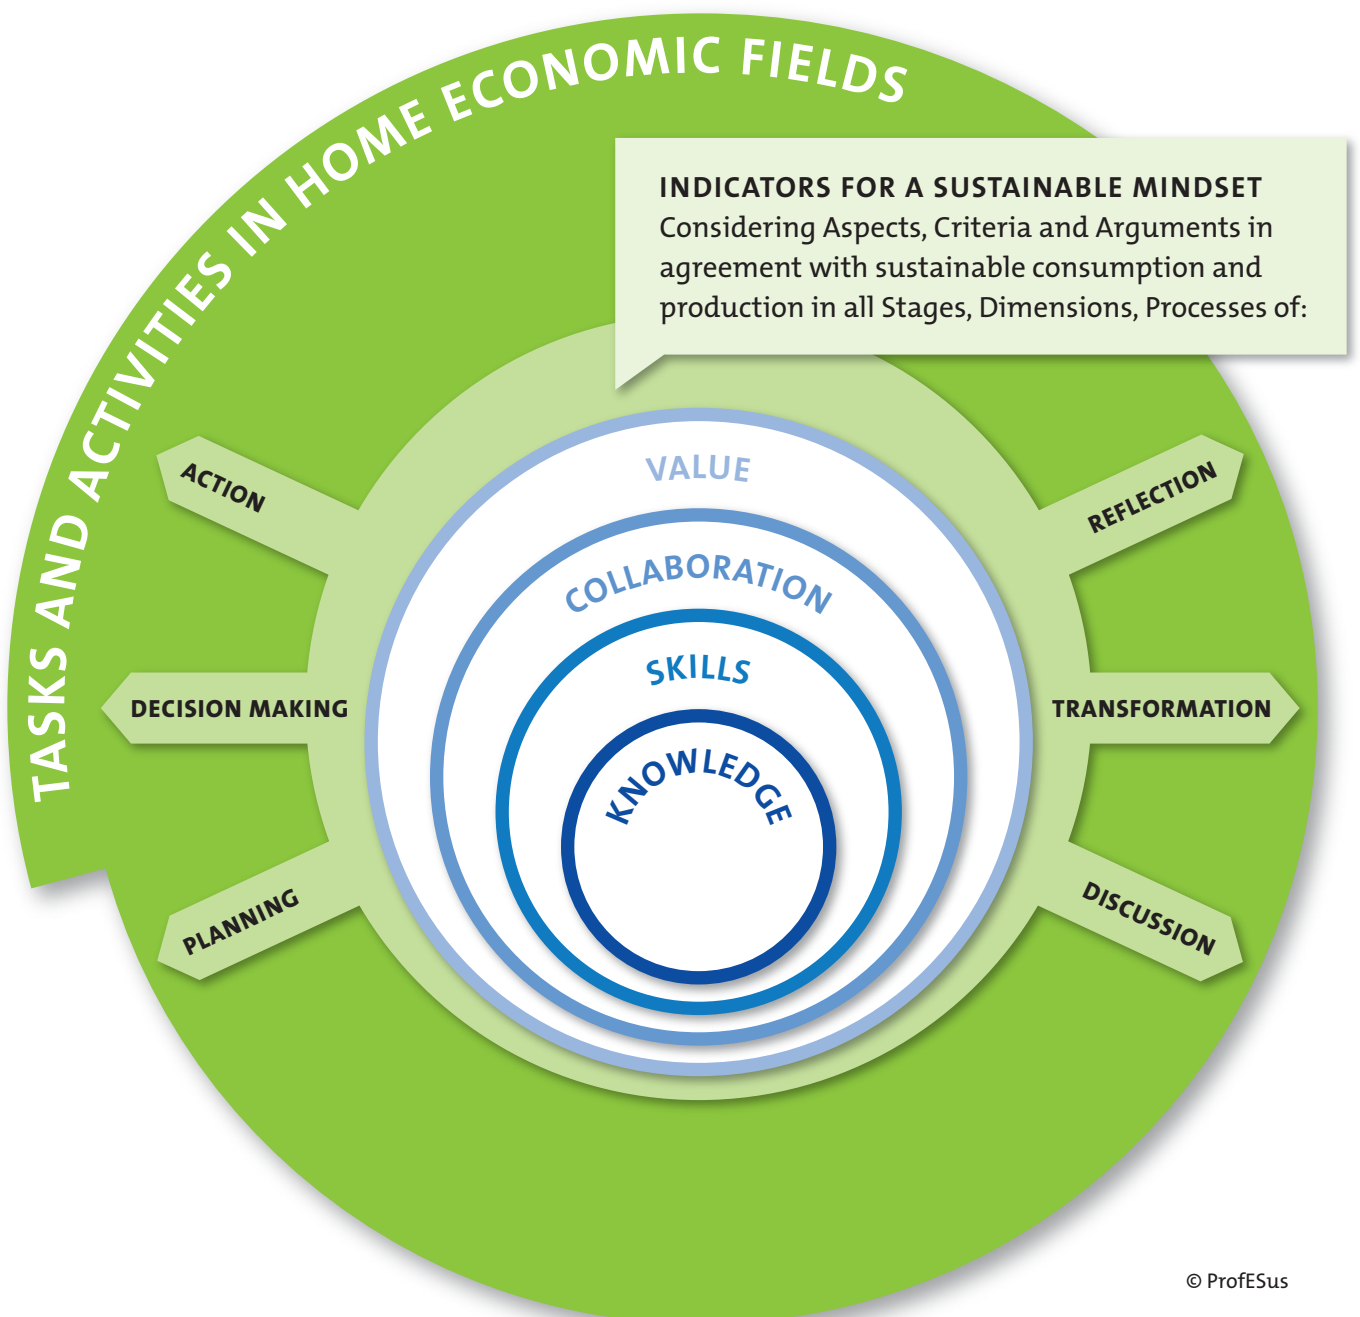 TASKS AND ACTIVITIES IN HOME ECONOMIC FIELDS
INDICATORS FOR A SUSTAINABLE MINDSET
Considering Aspects, Criteria and Arguments in
agreement with sustainable consumption and
production in all Stages, Dimensions, Processes of:
VALUE
COLLABORATION
SKILLS
KNOWLEDGE
ACTION
DECISION MAKING
PLANNING
REFLECTION
TRANSFORMATION
DISCUSSION
© ProfESus